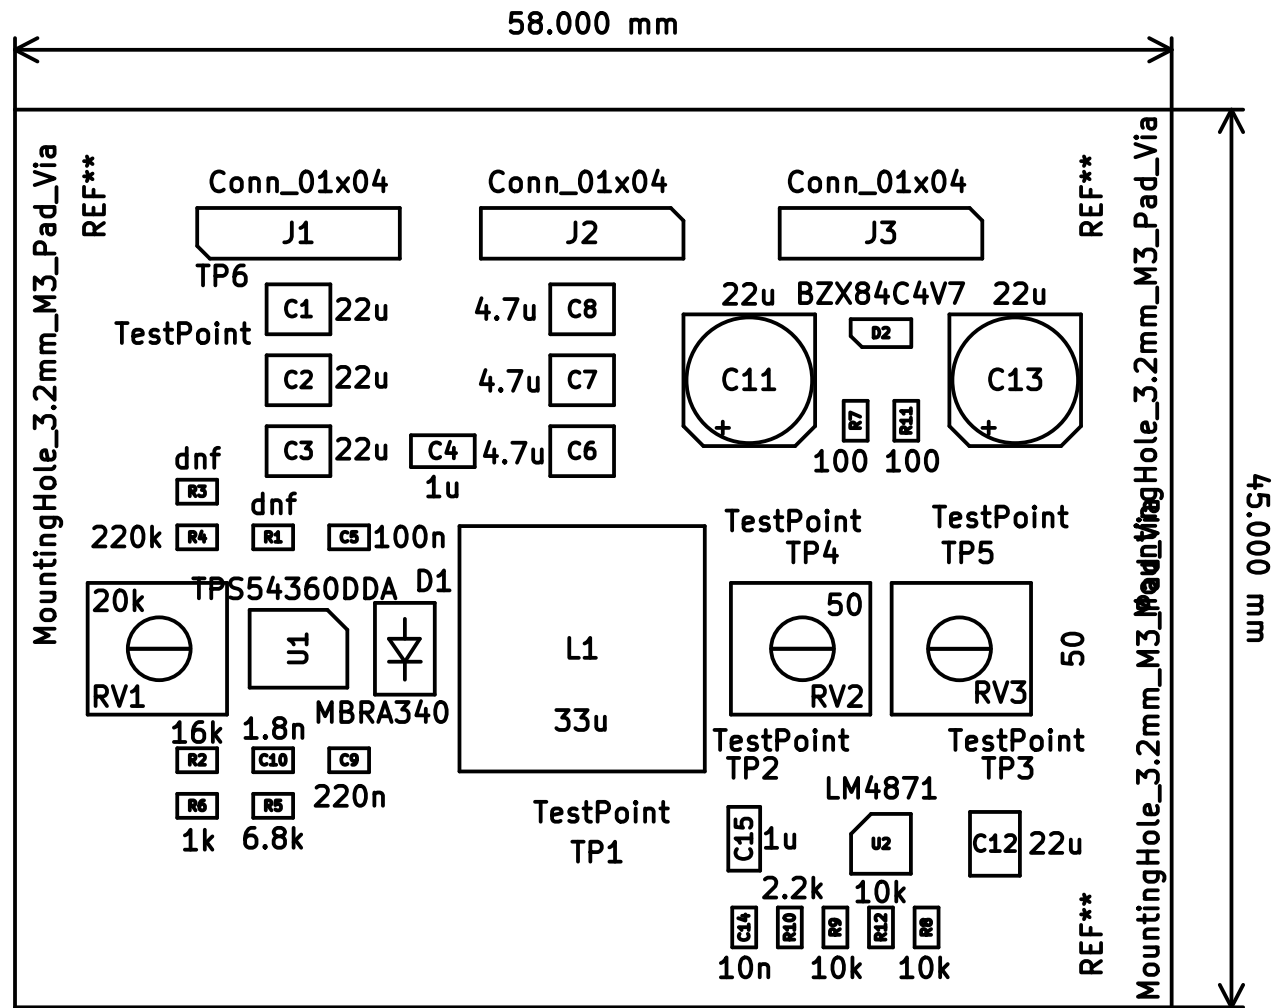 58.000 mm
MountingHole_3.2mm_M3_Pad_Via
REF**
Conn_01x04
Conn_01x04
Conn_01x04
REF**
MountingHole_3.2mm_M3_Pad_Via
J1
J2
J3
TP6
C1
22u
4.7u
C8
22u
BZX84C4V7
22u
TestPoint
D2
C2
22u
4.7u
C7
C11
C13
+
+
R7
R11
C3
22u
C4
4.7u
C6
100
100
dnf
R3
1u
dnf
220k
R4
R1
C5
100n
TestPoint
TP4
TestPoint
TP5
45.000 mm
TPS54360DDA
D1
20k
U1
RV1
MBRA340
L1
33u
50
RV2
RV3
50
MountingHole_3.2mm_M3_Pad_Via
16k
1.8n
R2
C10
C9
220n
R6
R5
1k
6.8k
TestPoint
TP1
TestPoint
TP2
TestPoint
TP3
LM4871
C15
1u
U2
C12
22u
2.2k
10k
C14
R10
R9
R12
R8
10n
10k
10k
REF**